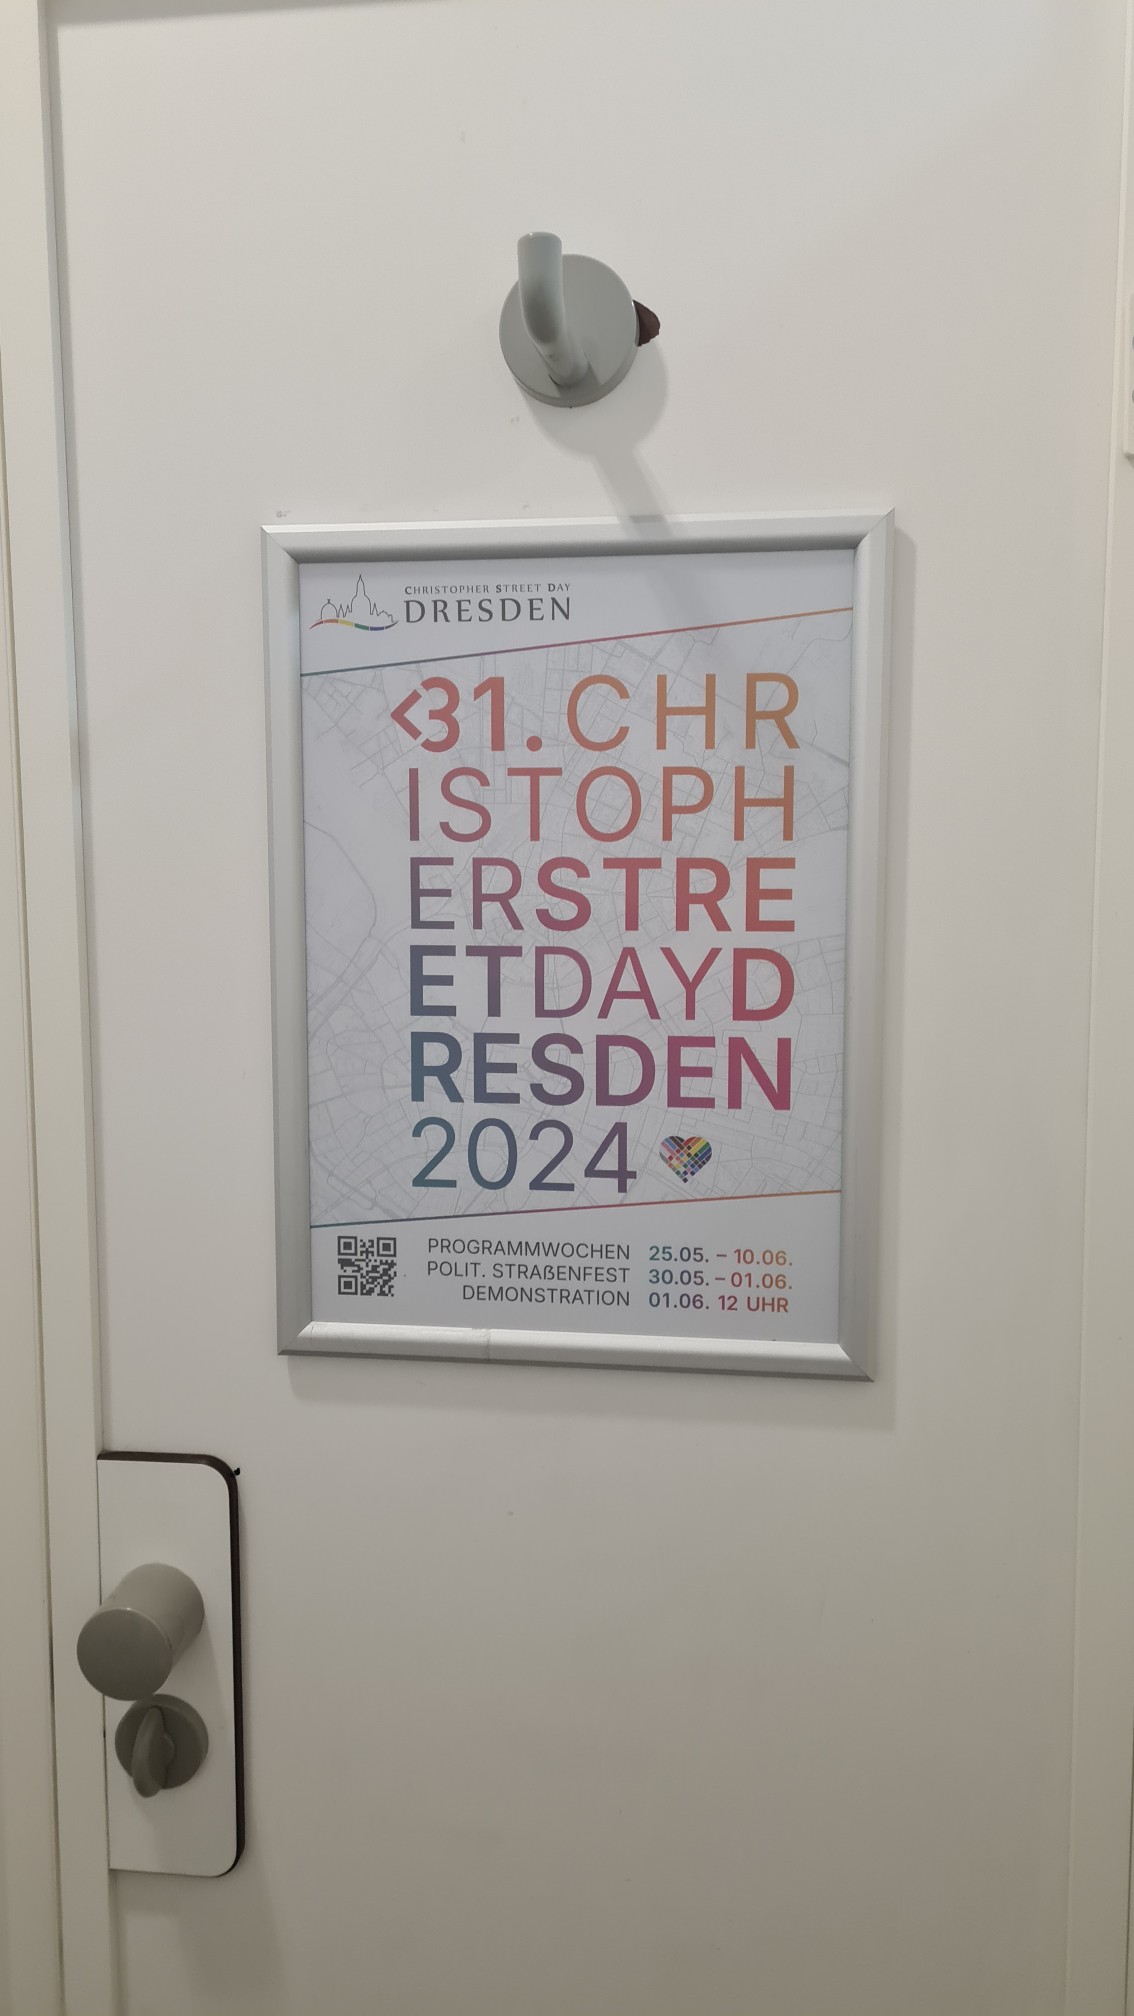 CHRISTOPHER STREET DAY
DRESDEN
<31. CHR
ISTOPH
ERSTRE
ETDAYD
RESDEN
2024
PROGRAMMWOCHEN 25.05. – 10.06.
POLIT. STRAßENFEST 30.05. – 01.06.
DEMONSTRATION 01.06. 12 UHR